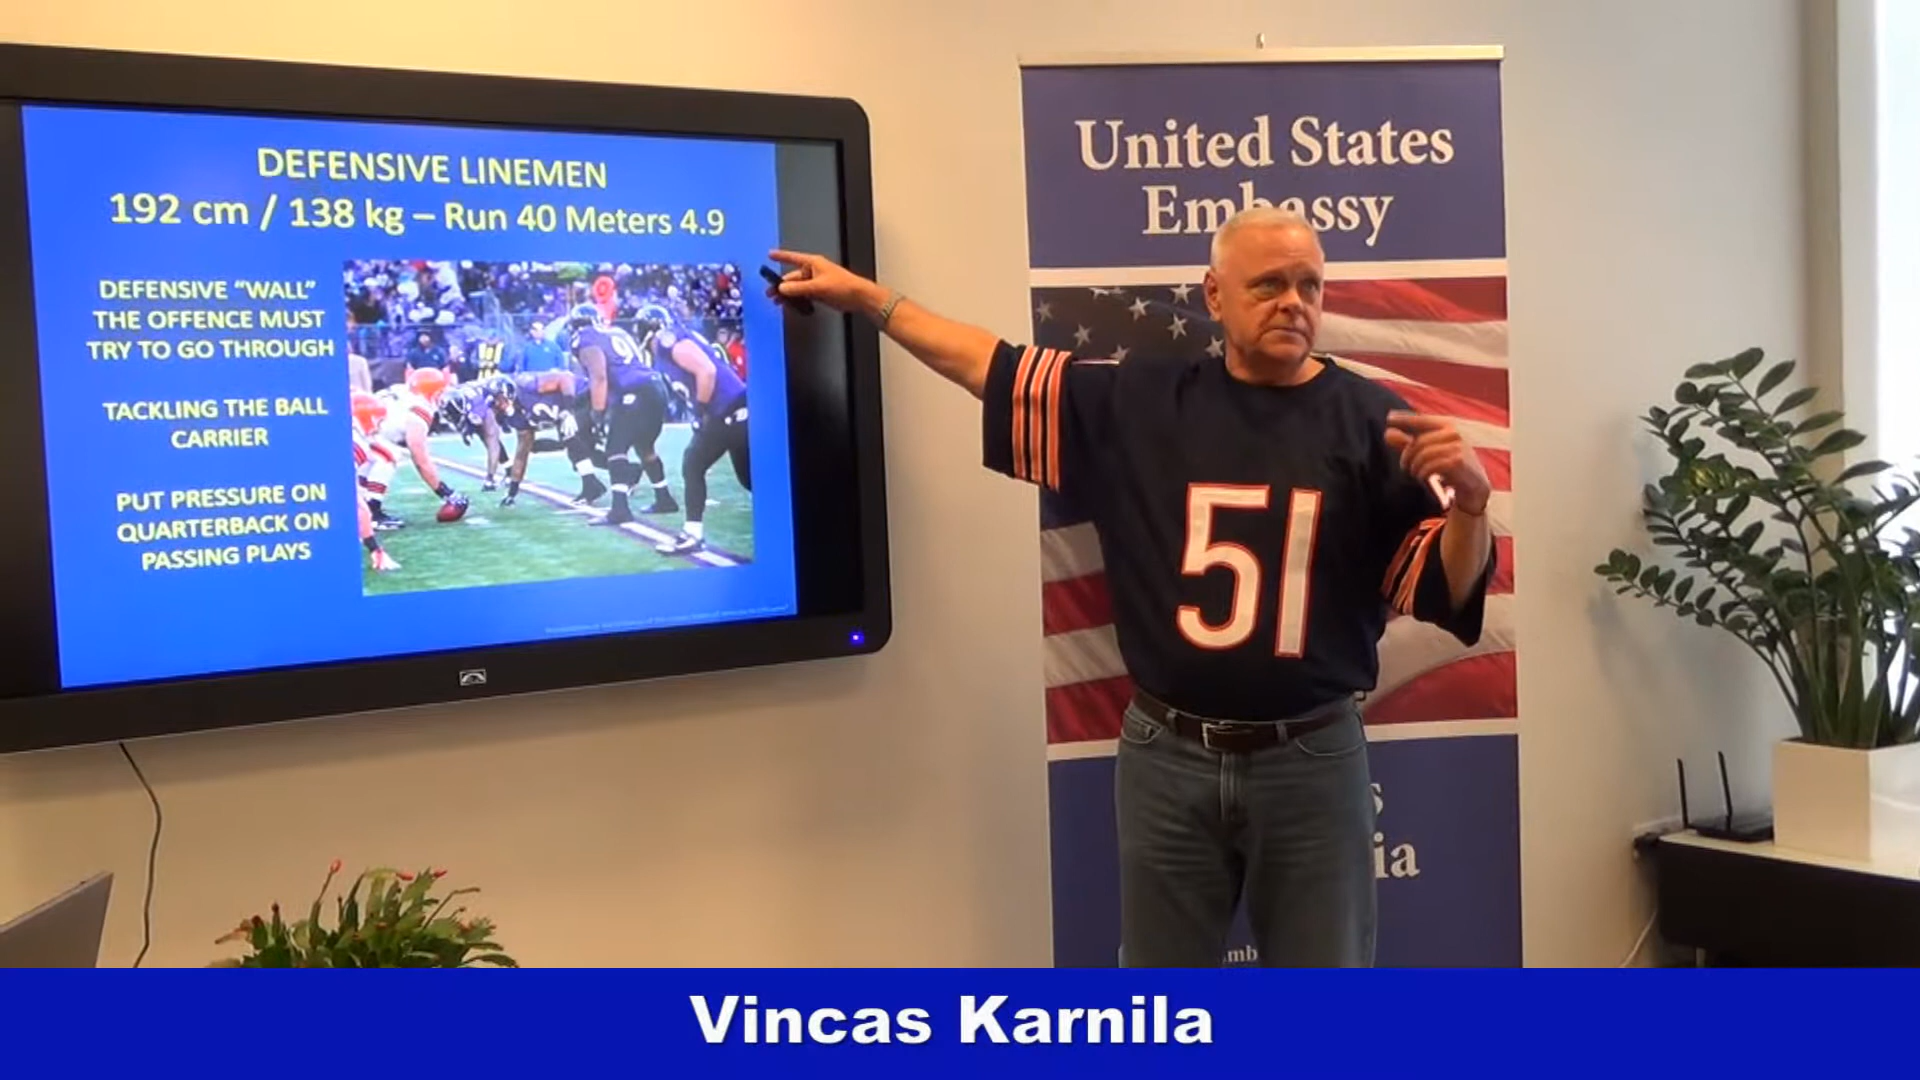 DEFENSIVE LINEMEN
192 cm / 138 kg – Run 40 Meters 4.9
DEFENSIVE “WALL”
THE OFFENCE MUST
TRY TO GO THROUGH
TACKLING THE BALL
CARRIER
PUT PRESSURE ON
QUARTERBACK ON
PASSING PLAYS
United States
Embassy
51
Vincas Karnila